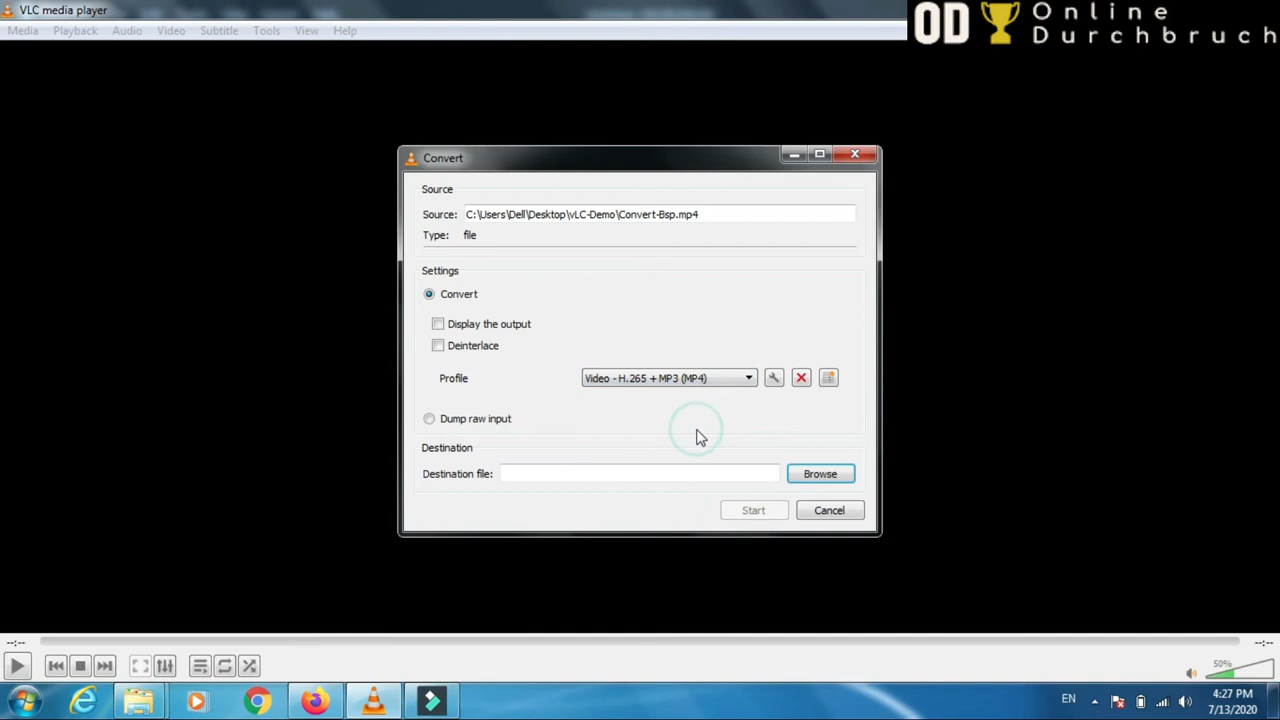 VLC media player
OD Online
Durchbruch
Media Playback Audio Video Subtitle Tools View Help
Convert
Source
Source: C:\Users\Dell\Desktop\vLC-Demo\Convert-Bsp.mp4
Type: file
Settings
Convert
Display the output
Deinterlace
Profile Video - H.265 + MP3 (MP4)
Dump raw input
Destination
Destination file: Browse
Start Cancel
--:-- --:--
50%
EN 4:27 PM
7/13/2020